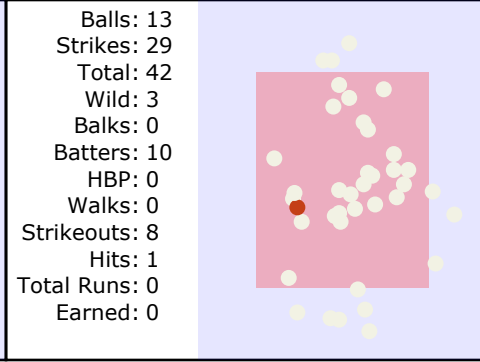 Balls: 13
Strikes: 29
Total: 42
Wild: 3
Balks: 0
Batters: 10
HBP: 0
Walks: 0
Strikeouts: 8
Hits: 1
Total Runs: 0
Earned: 0